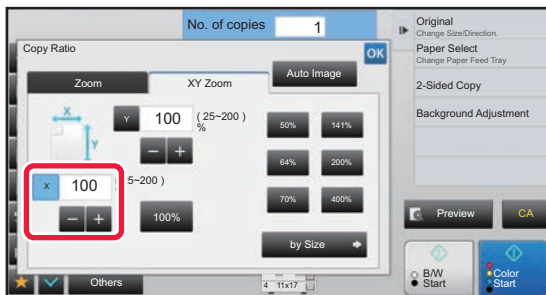 No. of copies 1
Original
Change Size/Direction.
Paper Select
Change Paper Feed Tray
2-Sided Copy
Background Adjustment
Copy Ratio
OK
Zoom
XY Zoom
Auto Image
X
Y
Y 100 ( 25~200 )
%
50% 141%
64% 200%
70% 400%
X 100 5~200 )
100%
by Size
Preview
CA
B/W
Start
Color
Start
Others
4 11x17